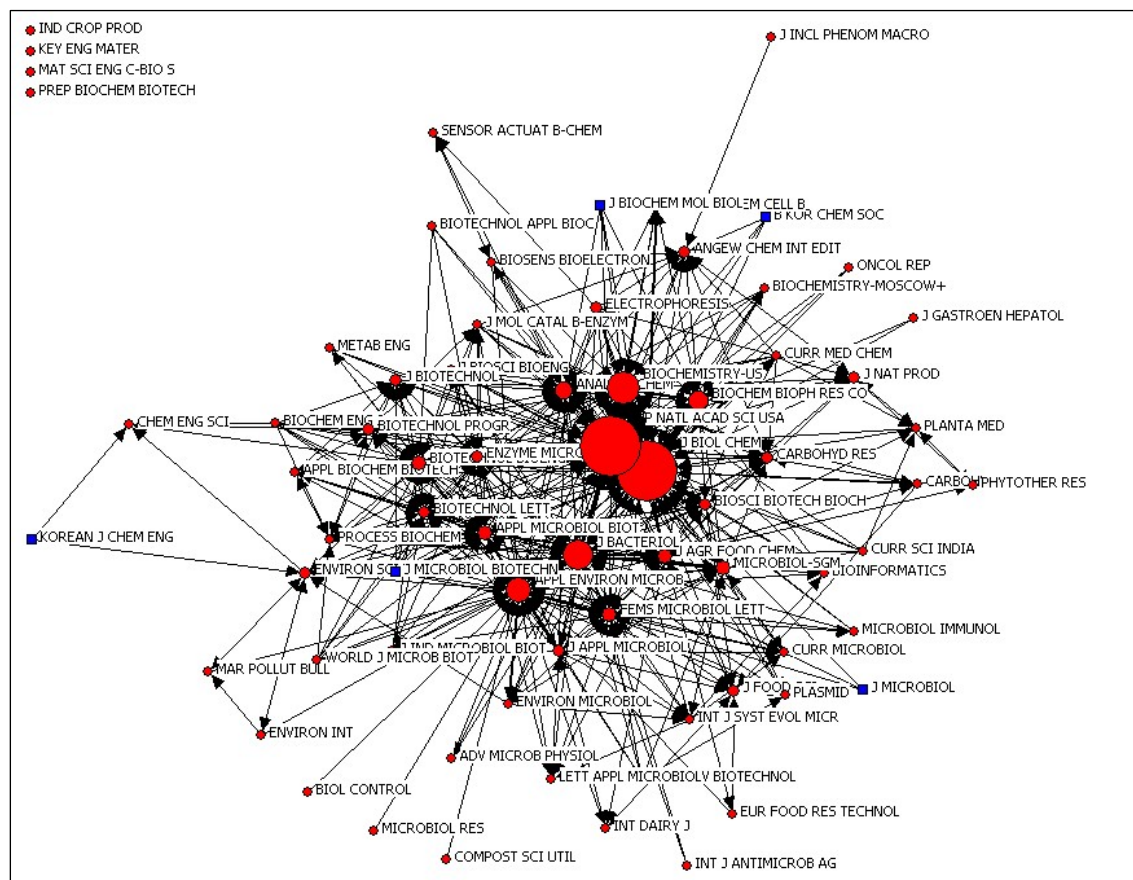 IND CROP PROD
KEY ENG MATER
MAT SCI ENG C-BIO S
PREP BIOCHEM BIOTECH
J INCL PHENOM MACRO
SENSOR ACTUAT B-CHEM
J BIOCHEM MOL BIOL
EM CELL B
B KOR CHEM SOC
BIOTECHNOL APPL BIOC
ANGEW CHEM INT EDIT
BIOSENS BIOELECTRON
ONCOL REP
BIOCHEMISTRY-MOSCOW+
ELECTROPHORESIS
J GASTROEN HEPATOL
J MOL CATAL B-ENZYM
METAB ENG
CURR MED CHEM
BIOSCI BIOENG
BIOCHEMISTRY-US
J NAT PROD
J BIOTECHNOL
BIOCHEM BIOPH RES CO
P NATL ACAD SCI USA
CHEM ENG SCI
BIOCHEM ENG
BIOTECHNOL PROGR
PLANTA MED
J BIOL CHEM
ENZYME MICRO
CARBOHYD RES
APPL BIOCHEM BIOTECH
CARBOH
PHYTOTHER RES
BIOSCI BIOTECH BIOCH
BIOTECHNOL LETT
APPL MICROBIOL BIOT
KOREAN J CHEM ENG
PROCESS BIOCHEM
J BACTERIOL
J AGR FOOD CHEM
CURR SCI INDIA
MICROBIOL-SGM
ENVIRON SC
J MICROBIOL BIOTECHN
BIOINFORMATICS
APPL ENVIRON MICROB
FEMS MICROBIOL LETT
MICROBIOL IMMUNOL
J IND MICROBIOL BIOT
J APPL MICROBIOL
CURR MICROBIOL
WORLD J MICROB BIOT
MAR POLLUT BULL
J FOOD
PLASMID
J MICROBIOL
ENVIRON MICROBIOL
INT J SYST EVOL MICR
ENVIRON INT
ADV MICROB PHYSIOL
LETT APPL MICROBIOL
V BIOTECHNOL
BIOL CONTROL
EUR FOOD RES TECHNOL
INT DAIRY J
MICROBIOL RES
COMPOST SCI UTIL
INT J ANTIMICROB AG